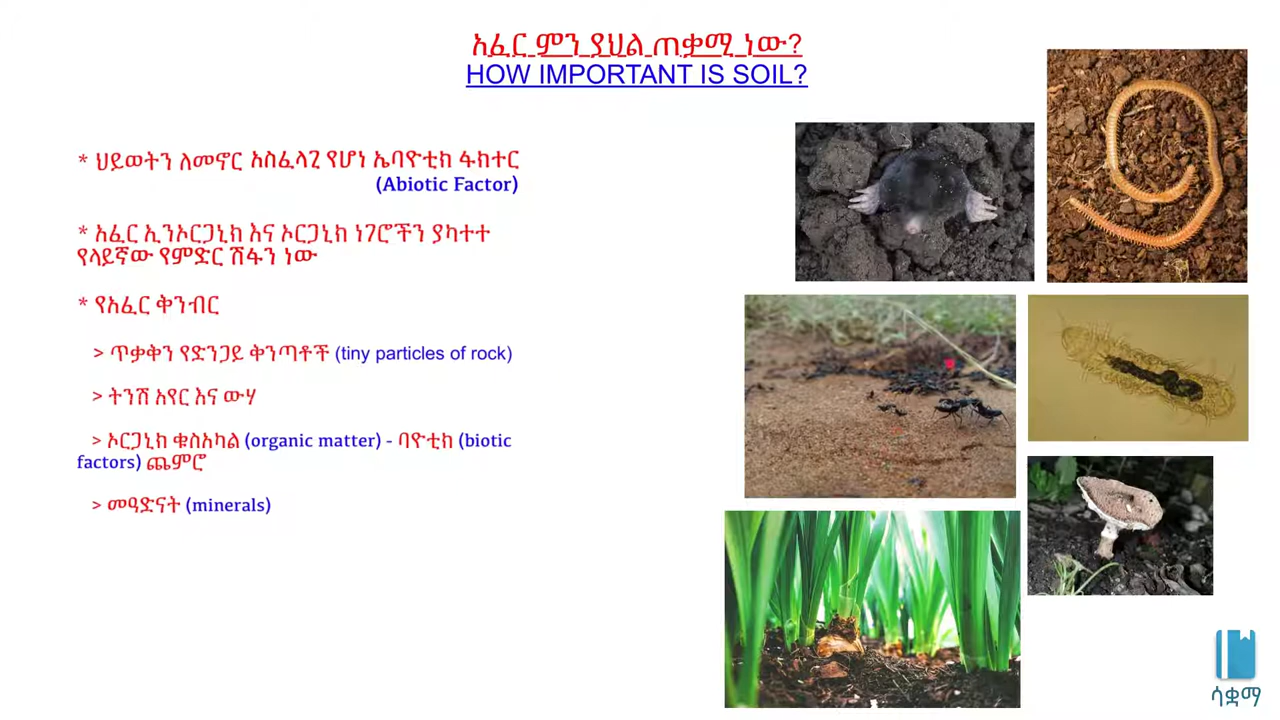 አፈር ምን ያህል ጠቃሚ ነው?
HOW IMPORTANT IS SOIL?
* ህይወትን ለመኖር አስፈላጊ የሆነ ኤባዮቲክ ፋክተር
(Abiotic Factor)
* አፈር ኢንኦርጋኒክ እና ኦርጋኒክ ነገሮችን ያካተተ
የላይኛው የምድር ሽፋን ነው
* የአፈር ቅንብር
> ጥቃቅን የድንጋይ ቅንጣቶች (tiny particles of rock)
> ትንሽ አየር እና ውሃ
> ኦርጋኒክ ቁስአካል (organic matter) - ባዮቲክ (biotic
factors) ጨምሮ
> መዓድናት (minerals)
ሳቋማ